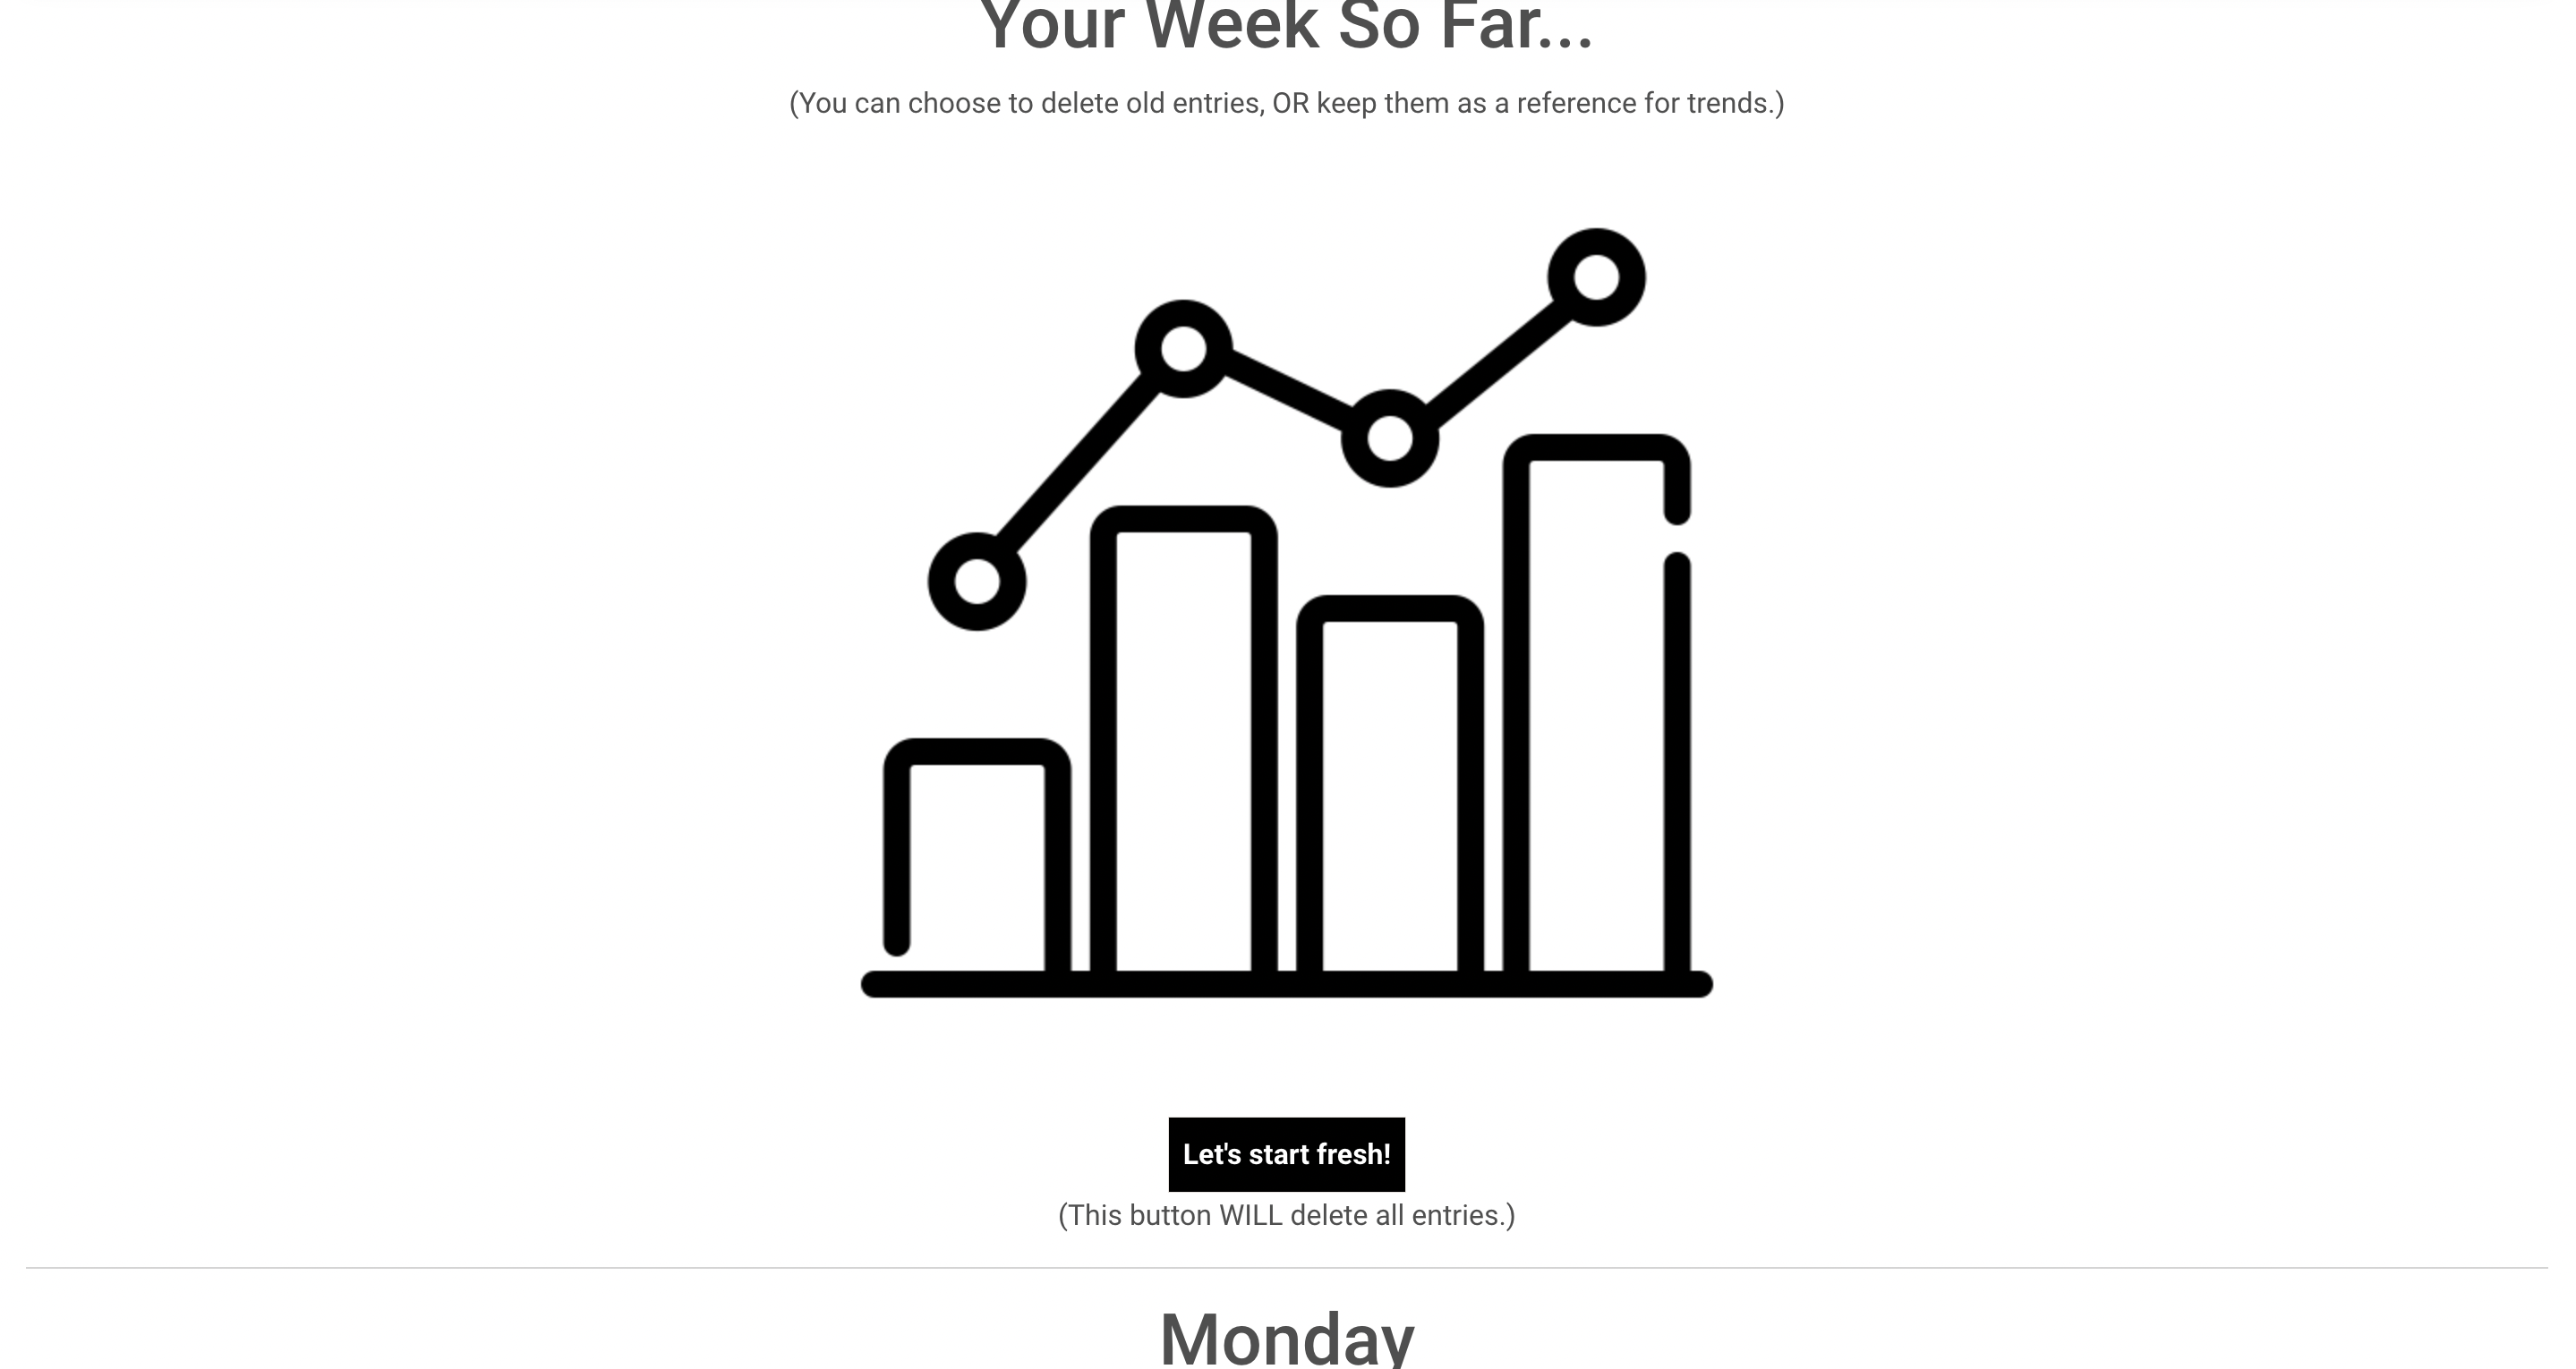 Your Week So Far...
(You can choose to delete old entries, OR keep them as a reference for trends.)
Let's start fresh!
(This button WILL delete all entries.)
Monday